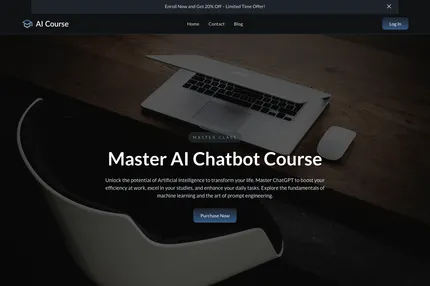 Enroll Now and Get 20% Off - Limited Time Offer!
AI Course
Home
Contact
Blog
Log In
MASTER CLASS
Master AI Chatbot Course
Unlock the potential of Artificial Intelligence to transform your life. Master ChatGPT to boost your
efficiency at work, excel in your studies, and enhance your daily tasks. Explore the fundamentals of
machine learning and the art of prompt engineering.
Purchase Now